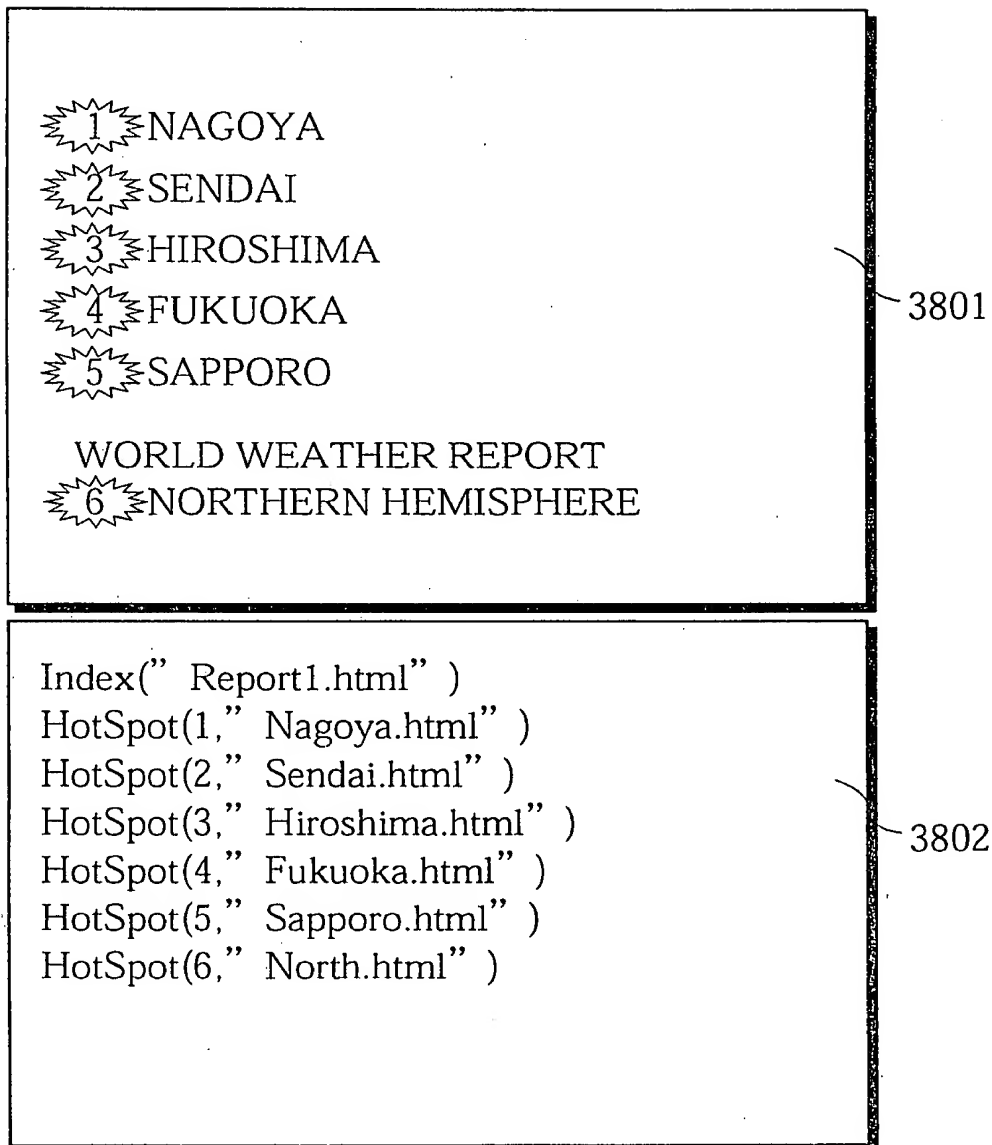 1 NAGOYA
2 SENDAI
3 HIROSHIMA
4 FUKUOKA
5 SAPPORO
WORLD WEATHER REPORT
6 NORTHERN HEMISPHERE
3801
Index(” Report1.html” )
HotSpot(1,” Nagoya.html” )
HotSpot(2,” Sendai.html” )
HotSpot(3,” Hiroshima.html” )
HotSpot(4,” Fukuoka.html” )
HotSpot(5,” Sapporo.html” )
HotSpot(6,” North.html” )
3802